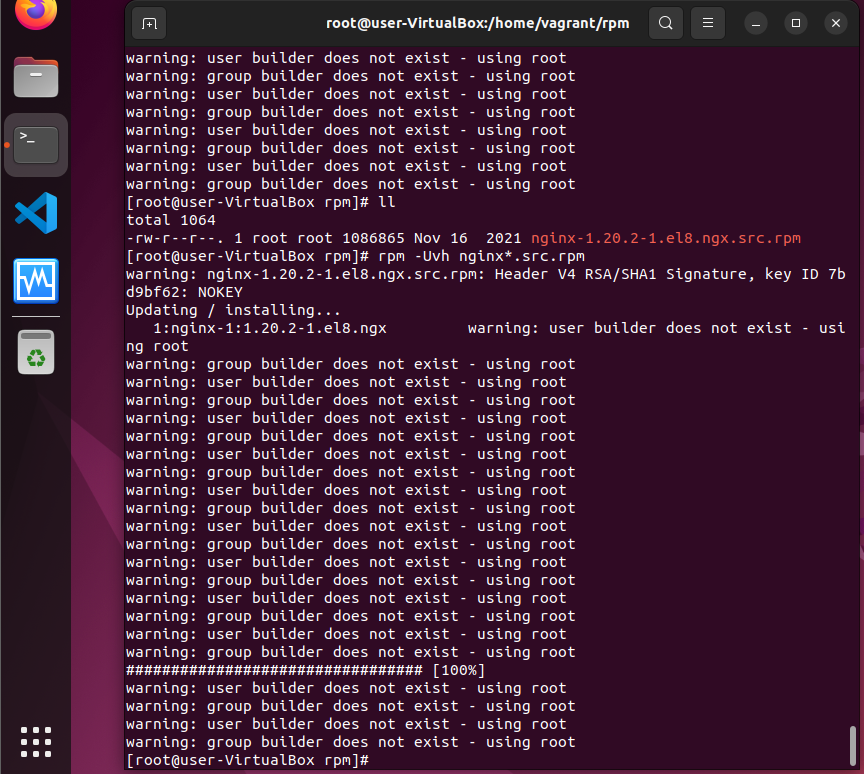 root@user-VirtualBox:/home/vagrant/rpm
warning: user builder does not exist - using root
warning: group builder does not exist - using root
warning: user builder does not exist - using root
warning: group builder does not exist - using root
warning: user builder does not exist - using root
warning: group builder does not exist - using root
warning: user builder does not exist - using root
warning: group builder does not exist - using root
[root@user-VirtualBox rpm]# ll
total 1064
-rw-r--r--. 1 root root 1086865 Nov 16  2021 nginx-1.20.2-1.el8.ngx.src.rpm
[root@user-VirtualBox rpm]# rpm -Uvh nginx*.src.rpm
warning: nginx-1.20.2-1.el8.ngx.src.rpm: Header V4 RSA/SHA1 Signature, key ID 7b
d9bf62: NOKEY
Updating / installing...
   1:nginx-1:1.20.2-1.el8.ngx         warning: user builder does not exist - usi
ng root
warning: group builder does not exist - using root
warning: user builder does not exist - using root
warning: group builder does not exist - using root
warning: user builder does not exist - using root
warning: group builder does not exist - using root
warning: user builder does not exist - using root
warning: group builder does not exist - using root
warning: user builder does not exist - using root
warning: group builder does not exist - using root
warning: user builder does not exist - using root
warning: group builder does not exist - using root
warning: user builder does not exist - using root
warning: group builder does not exist - using root
warning: user builder does not exist - using root
warning: group builder does not exist - using root
warning: user builder does not exist - using root
warning: group builder does not exist - using root
################################# [100%]
warning: user builder does not exist - using root
warning: group builder does not exist - using root
warning: user builder does not exist - using root
warning: group builder does not exist - using root
[root@user-VirtualBox rpm]#